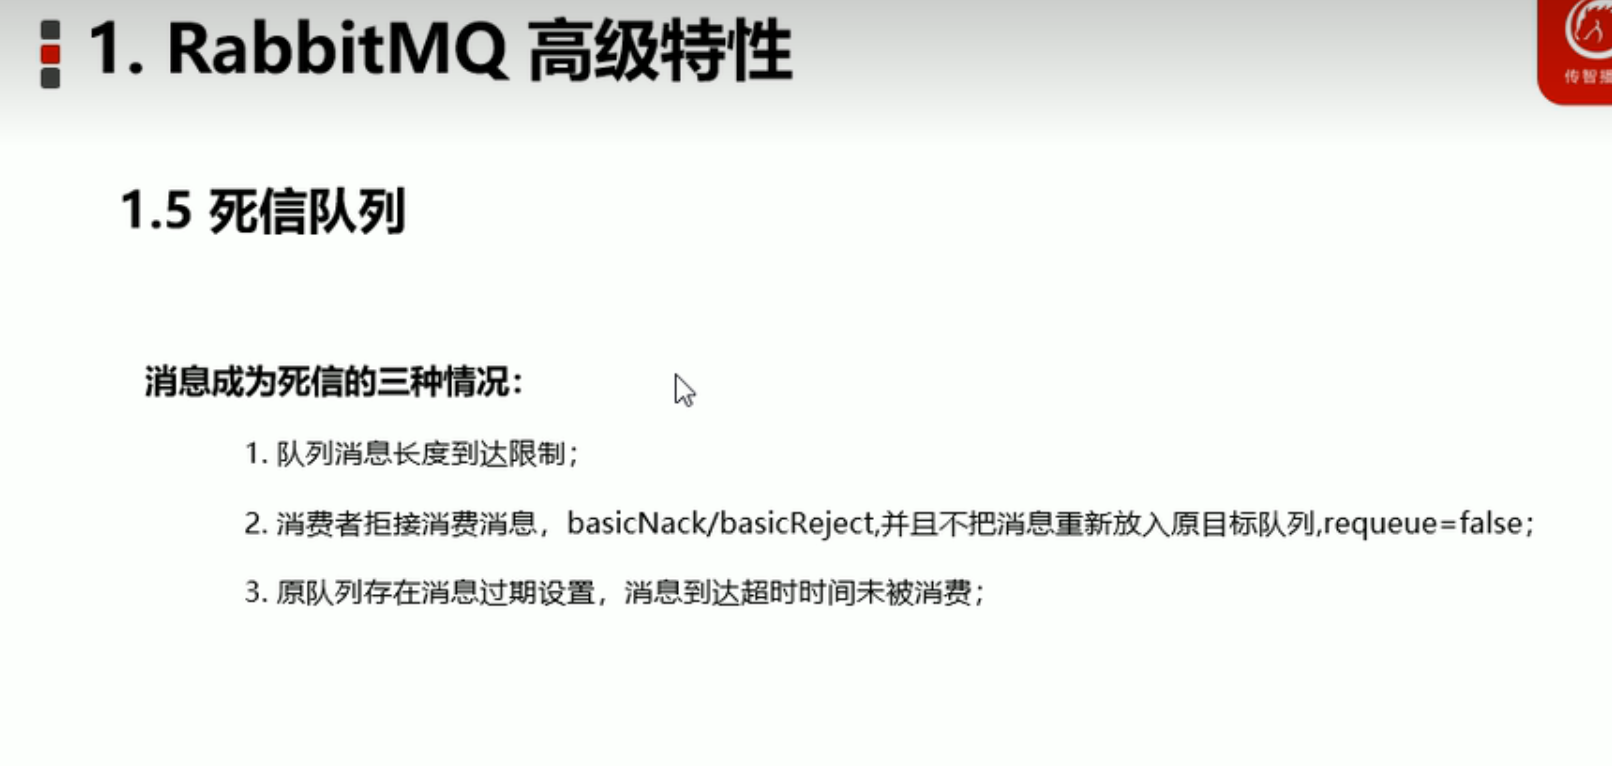 1. RabbitMQ 高级特性
传智播
1.5 死信队列
消息成为死信的三种情况：
1. 队列消息长度到达限制；
2. 消费者拒接消费消息，basicNack/basicReject,并且不把消息重新放入原目标队列,requeue=false；
3. 原队列存在消息过期设置，消息到达超时时间未被消费；